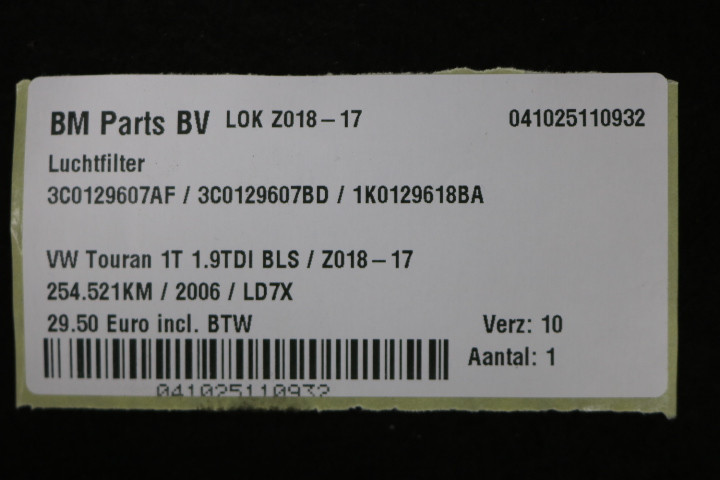 BM Parts BV LOK Z018-17 041025110932
Luchtfilter
3C0129607AF / 3C0129607BD / 1K0129618BA
VW Touran 1T 1.9TDI BLS / Z018-17
254.521KM / 2006 / LD7X
29.50 Euro incl. BTW Verz: 10
Aantal: 1
041025110932